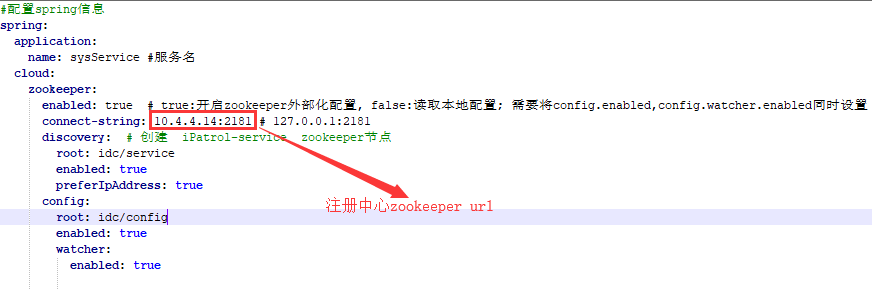 #配置spring信息
spring:
application:
name: sysService #服务名
cloud:
zookeeper:
enabled: true # true:开启zookeeper外部化配置, false:读取本地配置; 需要将config.enabled,config.watcher.enabled同时设置
connect-string: 10.4.4.14:2181 # 127.0.0.1:2181
discovery: # 创建 iPatrol-service zookeeper节点
root: idc/service
enabled: true
preferIpAddress: true
config:
注册中心zookeeper url
root: idc/config
enabled: true
watcher:
enabled: true